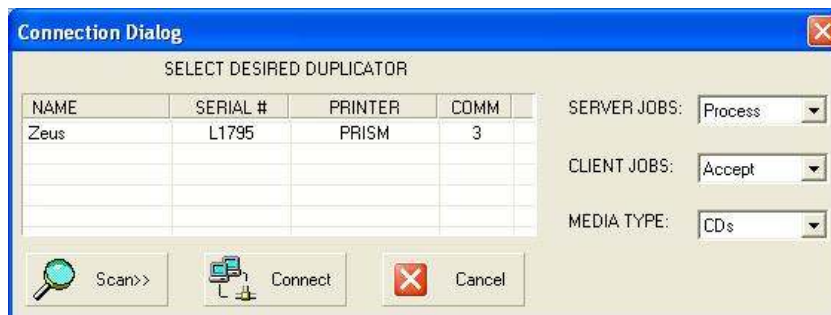 Connection Dialog
SELECT DESIRED DUPLICATOR
NAME SERIAL # PRINTER COMM
Zeus L1795 PRISM 3
SERVER JOBS: Process
CLIENT JOBS: Accept
MEDIA TYPE: CDs
Scan>> Connect Cancel